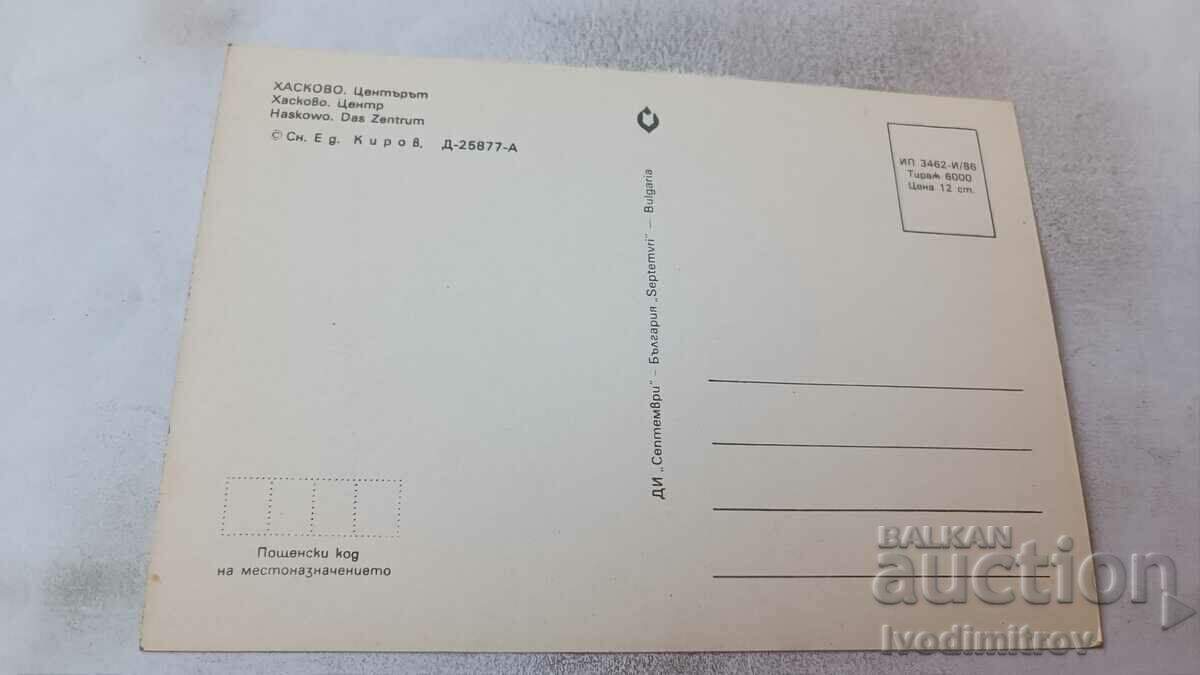 ХАСКОВО. Центърът
Хасково. Центр
Haskowo. Das Zentrum
© Сн. Ед. Киров, Д-25877-А
ДИ „Септември" – България „Septemvri" – Bulgaria
ИП 3462-И/86
Тираж 6000
Цена 12 ст.
Пощенски код
на местоназначението
BALKAN
auction
Ivodimitrov